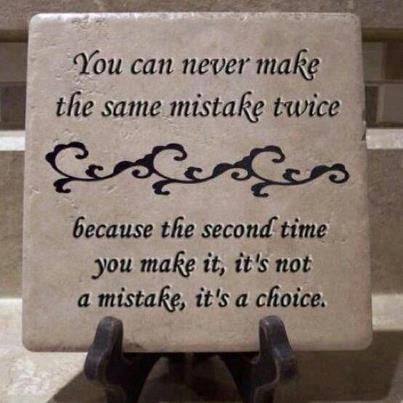 You can never make
the same mistake twice
because the second time
you make it, it's not
a mistake, it's a choice.